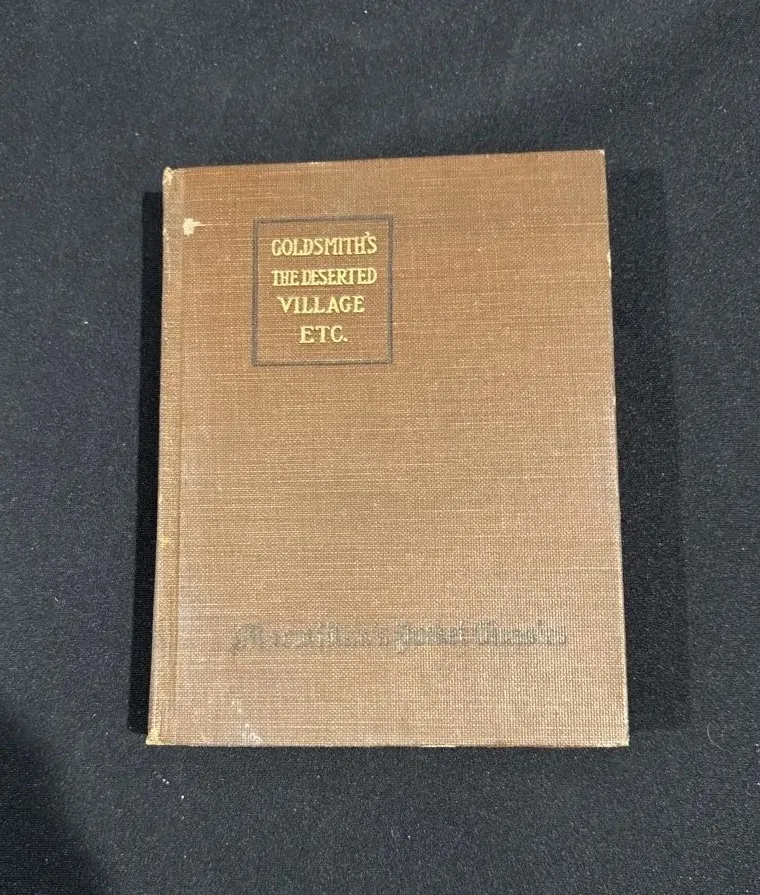 GOLDSMITH'S
THE DESERTED
VILLAGE
ETC.
Macmillan's Pocket Classics